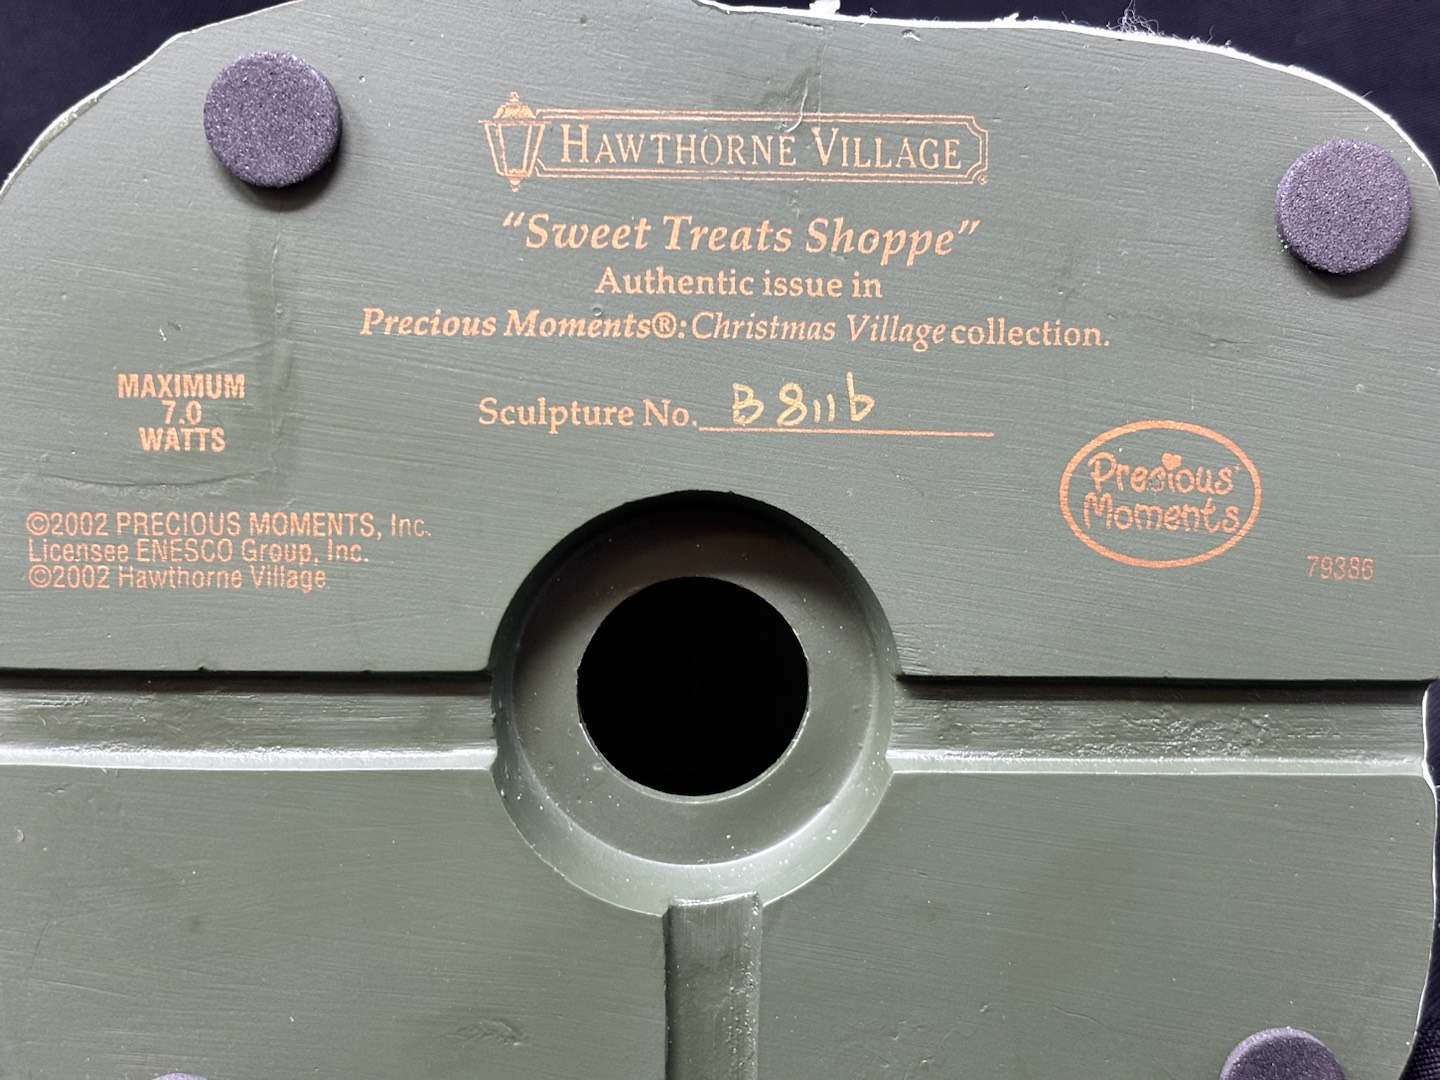 HAWTHORNE VILLAGE
"Sweet Treats Shoppe"
Authentic issue in
Precious Moments®: Christmas Village collection.
Sculpture No. B 811b
MAXIMUM
7.0
WATTS
Precious
Moments
79386
©2002 PRECIOUS MOMENTS, Inc.
Licensee ENESCO Group, Inc.
©2002 Hawthorne Village